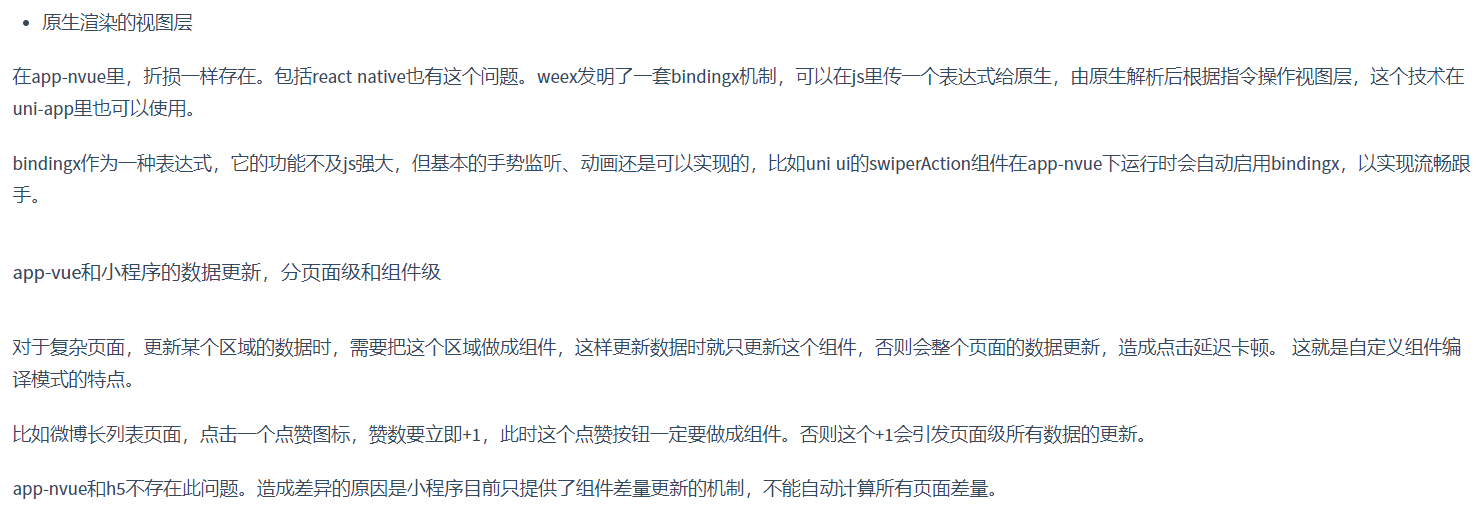 • 原生渲染的视图层
在app-nvue里，折损一样存在。包括react native也有这个问题。weex发明了一套bindingx机制，可以在js里传一个表达式给原生，由原生解析后根据指令操作视图层，这个技术在
uni-app里也可以使用。
bindingx作为一种表达式，它的功能不及js强大，但基本的手势监听、动画还是可以实现的，比如uni ui的swiperAction组件在app-nvue下运行时会自动启用bindingx，以实现流畅跟
手。
app-vue和小程序的数据更新，分页面级和组件级
对于复杂页面，更新某个区域的数据时，需要把这个区域做成组件，这样更新数据时就只更新这个组件，否则会整个页面的数据更新，造成点击延迟卡顿。 这就是自定义组件编
译模式的特点。
比如微博长列表页面，点击一个点赞图标，赞数要立即+1，此时这个点赞按钮一定要做成组件。否则这个+1会引发页面级所有数据的更新。
app-nvue和h5不存在此问题。造成差异的原因是小程序目前只提供了组件差量更新的机制，不能自动计算所有页面差量。